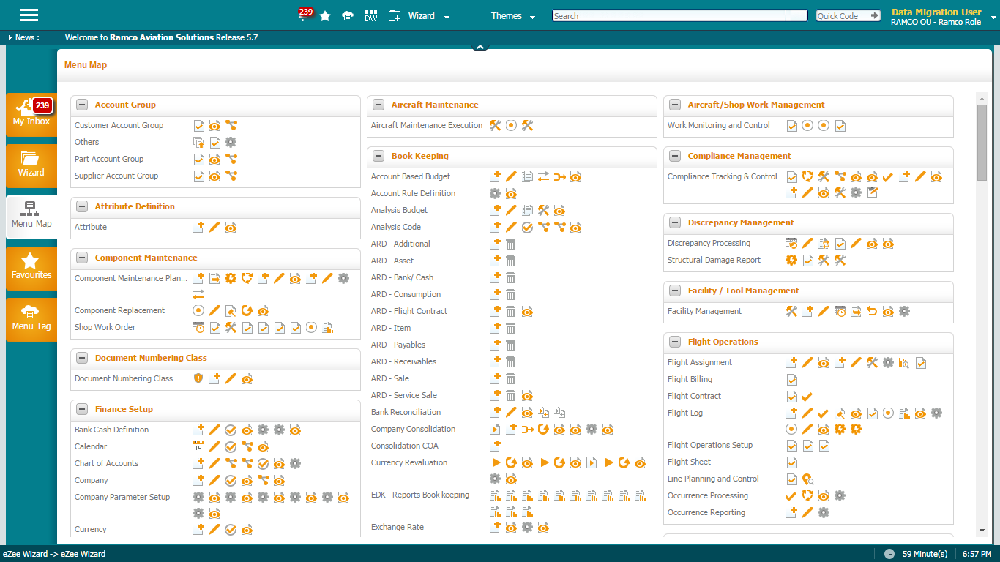 239
DW
Wizard
Themes
Search
Quick Code
Data Migration User
RAMCO OU - Ramco Role
News :
Welcome to Ramco Aviation Solutions Release 5.7
Menu Map
239
My Inbox
Wizard
Menu Map
Favourites
Menu Tag
Account Group
Customer Account Group
Others
Part Account Group
Supplier Account Group
Attribute Definition
Attribute
Component Maintenance
Component Maintenance Plan...
Component Replacement
Shop Work Order
Document Numbering Class
Document Numbering Class
Finance Setup
Bank Cash Definition
Calendar
14
Chart of Accounts
Company
Company Parameter Setup
Currency
Aircraft Maintenance
Aircraft Maintenance Execution
Book Keeping
Account Based Budget
Account Rule Definition
Analysis Budget
Analysis Code
ARD - Additional
ARD - Asset
ARD - Bank/ Cash
ARD - Consumption
ARD - Flight Contract
ARD - Item
ARD - Payables
ARD - Receivables
ARD - Sale
ARD - Service Sale
Bank Reconciliation
Company Consolidation
Consolidation COA
Currency Revaluation
EDK - Reports Book keeping
Exchange Rate
Aircraft/Shop Work Management
Work Monitoring and Control
Compliance Management
Compliance Tracking & Control
Discrepancy Management
Discrepancy Processing
Structural Damage Report
Facility / Tool Management
Facility Management
Flight Operations
Flight Assignment
Flight Billing
Flight Contract
Flight Log
Flight Operations Setup
Flight Sheet
Line Planning and Control
Occurrence Processing
Occurrence Reporting
eZee Wizard -> eZee Wizard
59 Minute(s)
6:57 PM